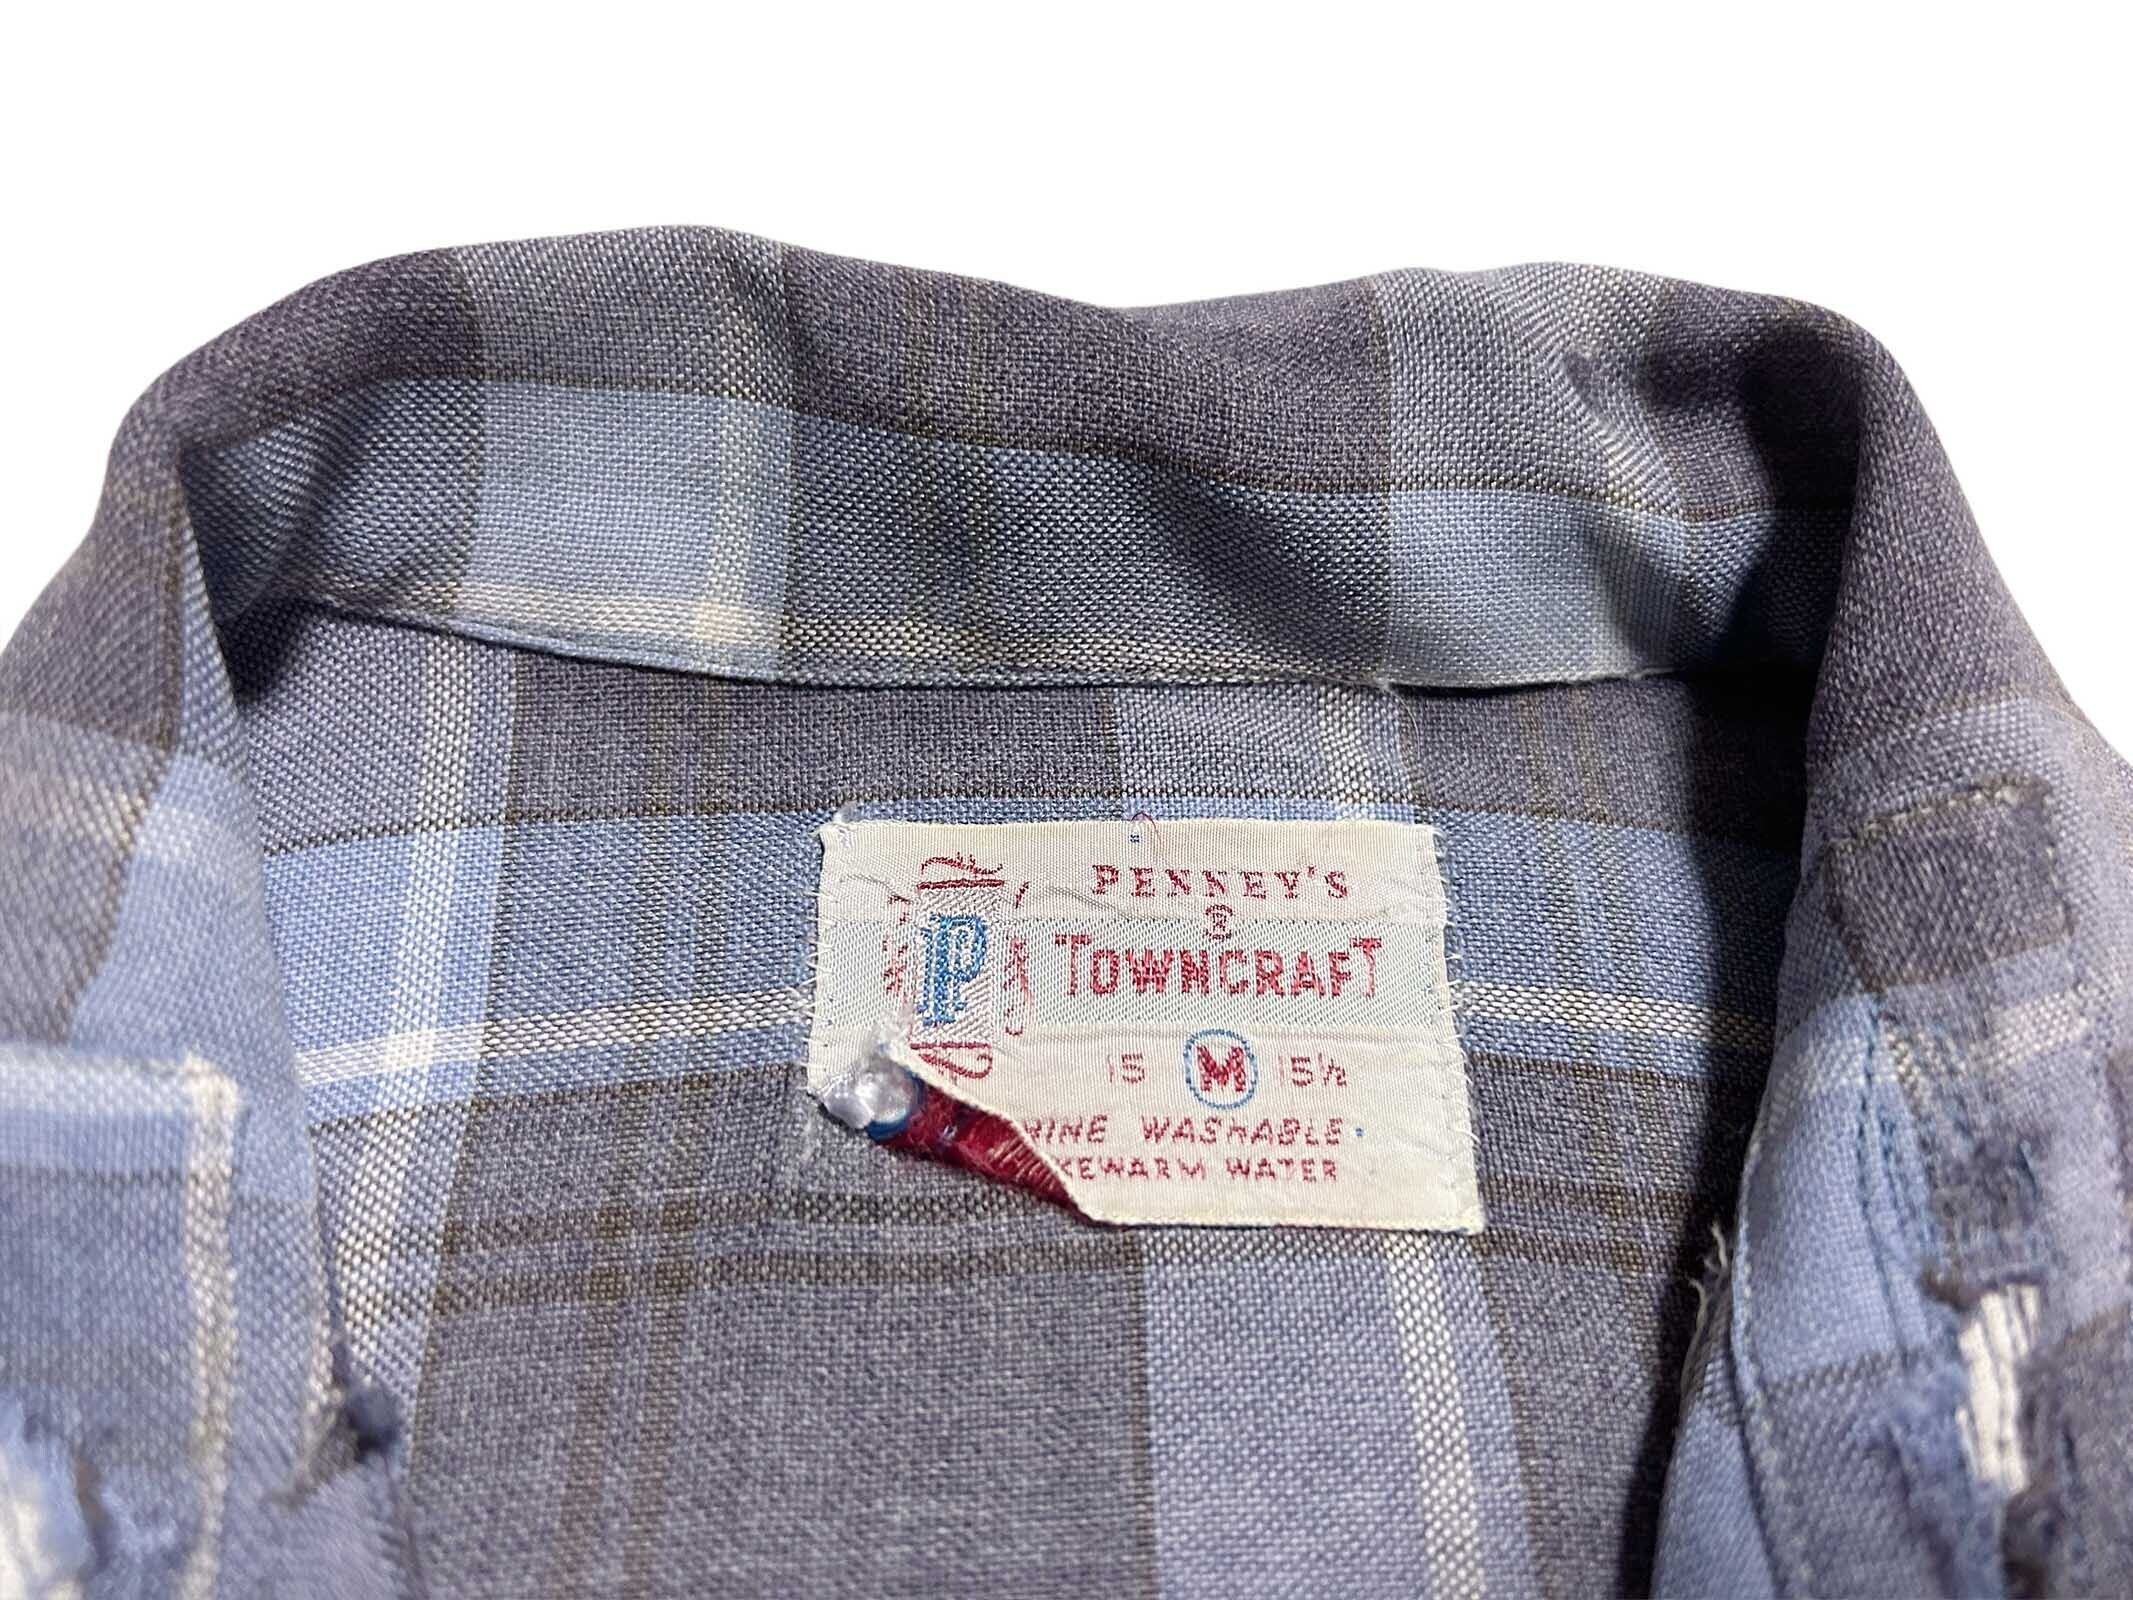 PENNEY'S
P
TOWNCRAFT
15 M 15½
HINE WASHABLE
KEWARM WATER